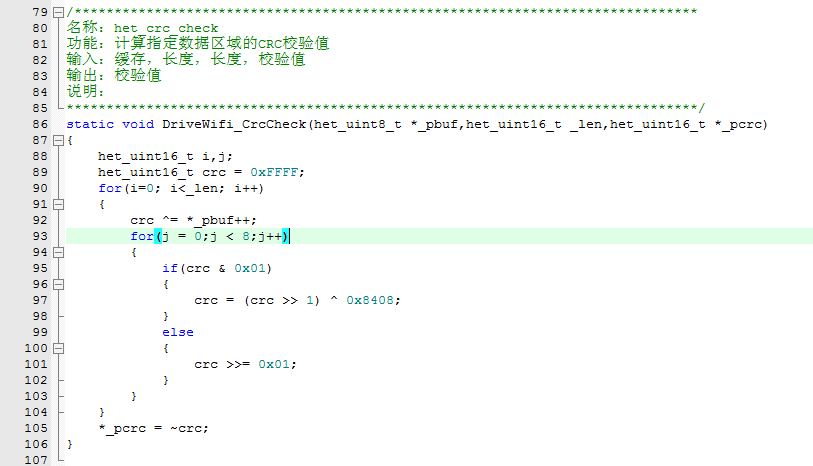 79 /******************************************************************************
80 名称: het_crc_check
81 功能: 计算指定数据区域的CRC校验值
82 输入: 缓存, 长度, 长度, 校验值
83 输出: 校验值
84 说明:
85 ******************************************************************************/
86 static void DriveWifi_CrcCheck(het_uint8_t *_pbuf,het_uint16_t _len,het_uint16_t *_pcrc)
87 {
88     het_uint16_t i,j;
89     het_uint16_t crc = 0xFFFF;
90     for(i=0; i<_len; i++)
91     {
92         crc ^= *_pbuf++;
93         for(j = 0;j < 8;j++)
94         {
95             if(crc & 0x01)
96             {
97                 crc = (crc >> 1) ^ 0x8408;
98             }
99             else
100             {
101                 crc >>= 0x01;
102             }
103         }
104     }
105     *_pcrc = ~crc;
106 }
107